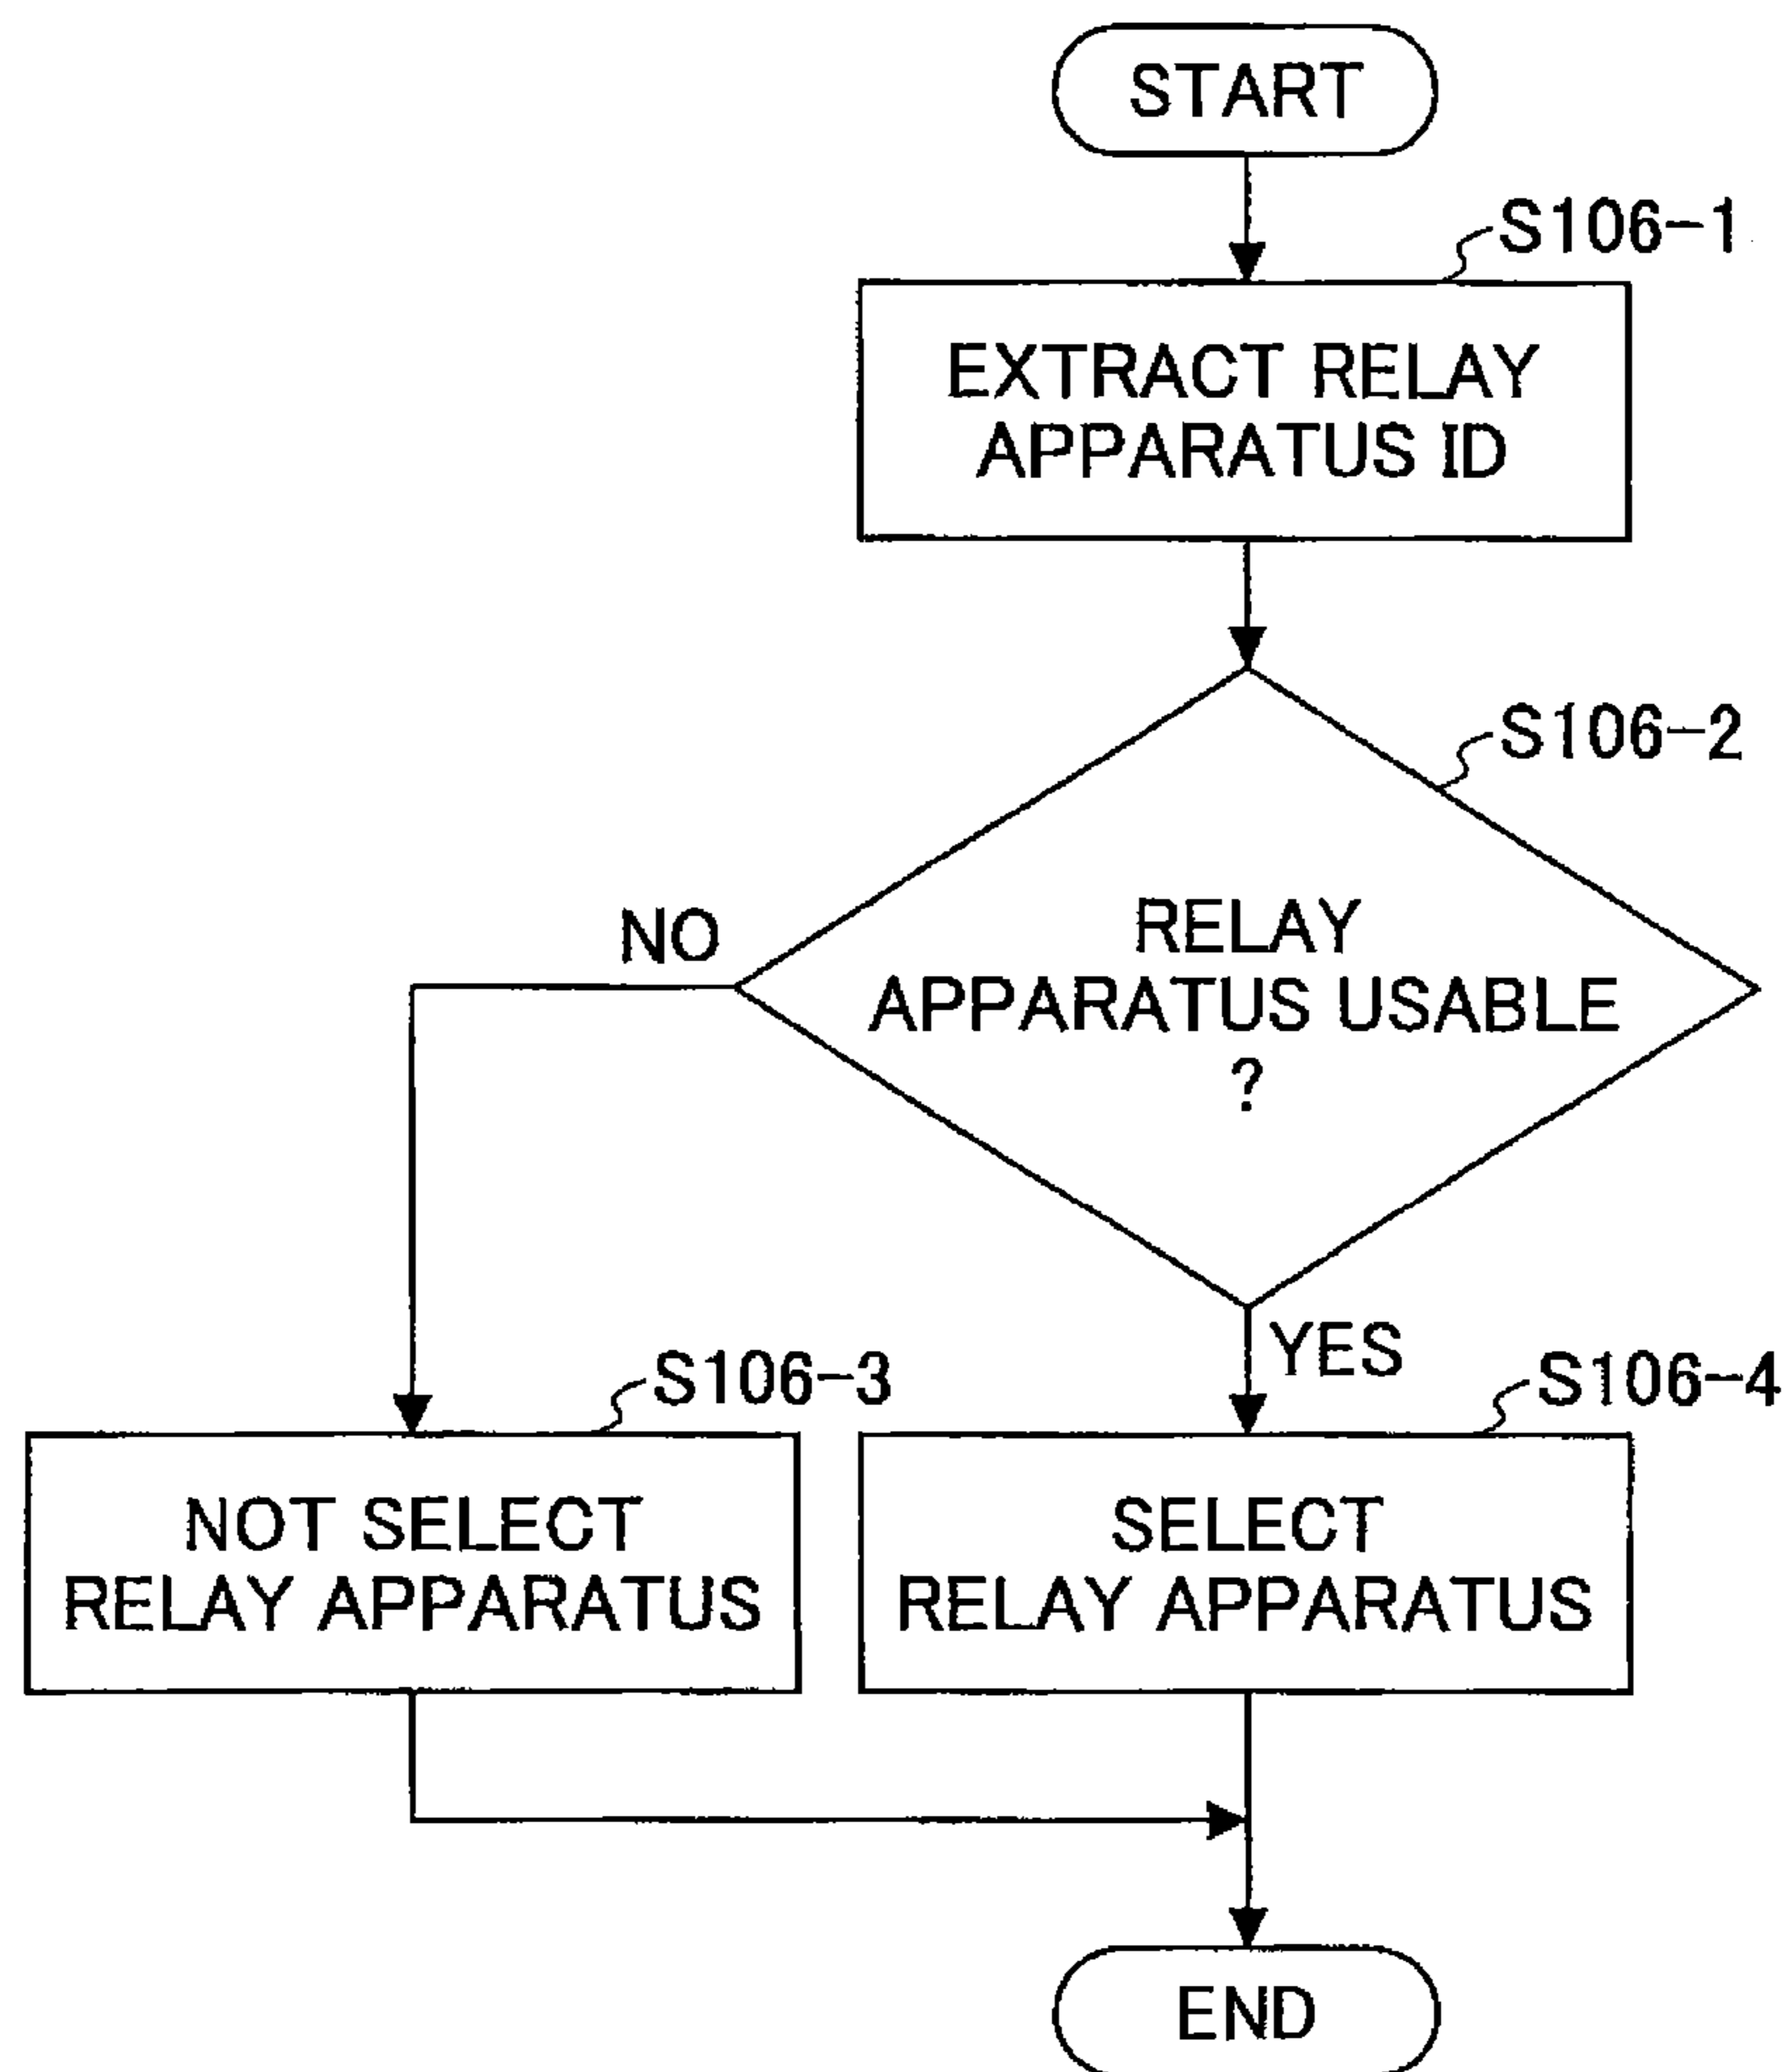 START
S106-1
EXTRACT RELAY
APPARATUS ID
S106-2
RELAY
APPARATUS USABLE
?
NO
YES
S106-3
NOT SELECT
RELAY APPARATUS
S106-4
SELECT
RELAY APPARATUS
END